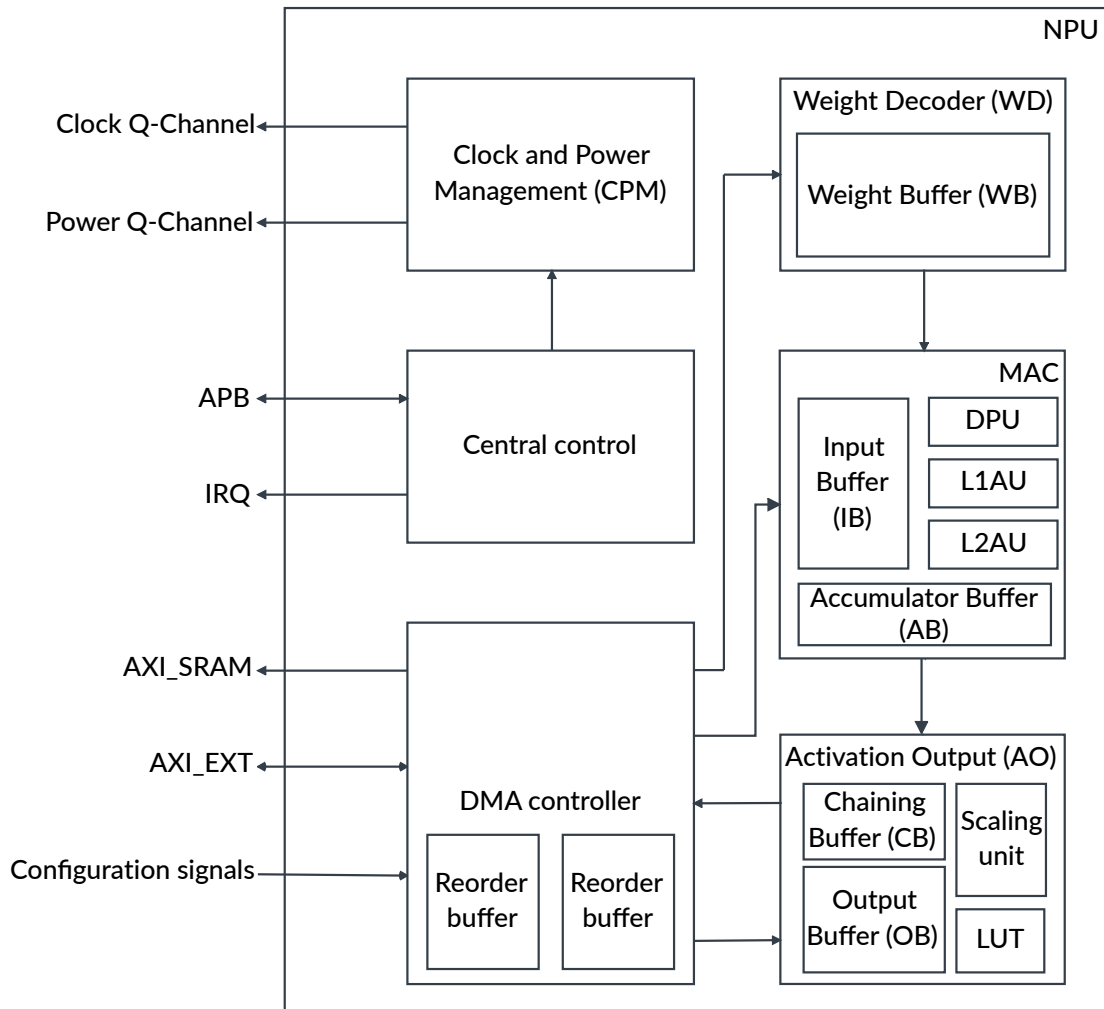 NPU
Clock Q-Channel
Power Q-Channel
Clock and Power
Management (CPM)
Weight Decoder (WD)
Weight Buffer (WB)
APB
IRQ
Central control
MAC
Input
Buffer
(IB)
DPU
L1AU
L2AU
Accumulator Buffer
(AB)
AXI_SRAM
AXI_EXT
Configuration signals
DMA controller
Reorder
buffer
Reorder
buffer
Activation Output (AO)
Chaining
Buffer (CB)
Scaling
unit
Output
Buffer (OB)
LUT